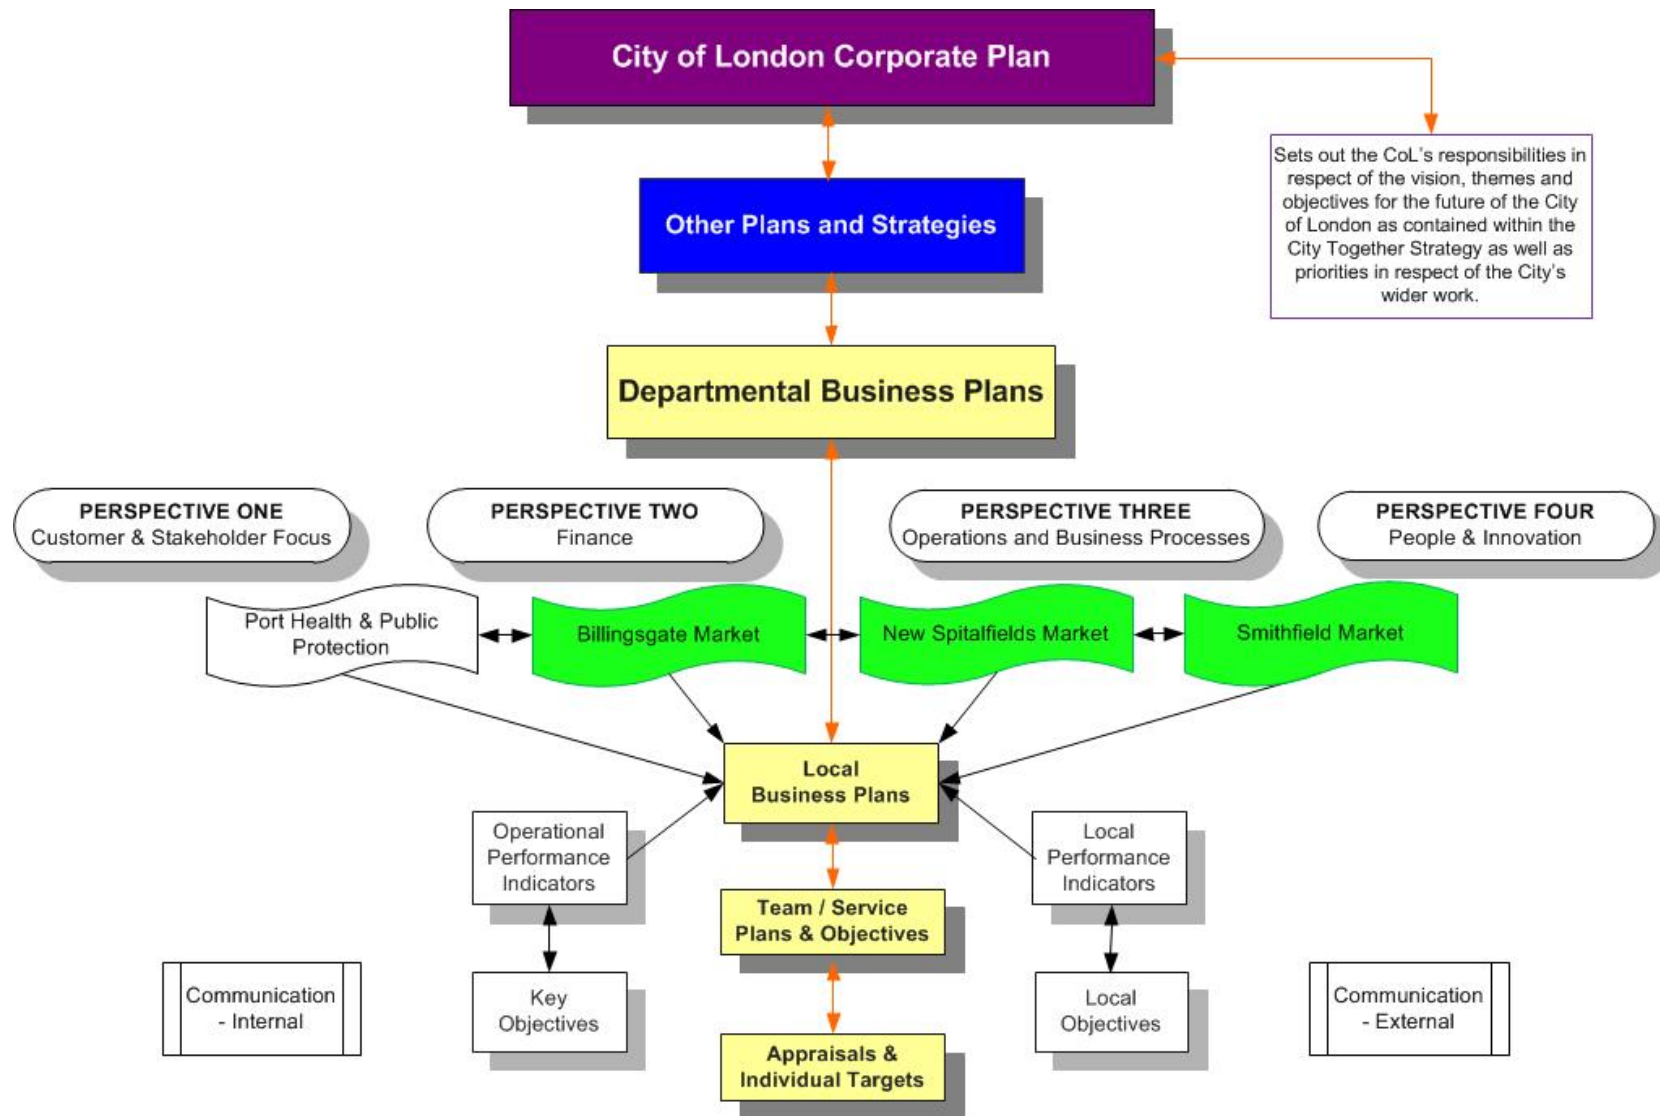 City of London Corporate Plan
Sets out the CoL's responsibilities in
respect of the vision, themes and
objectives for the future of the City
of London as contained within the
City Together Strategy as well as
priorities in respect of the City's
wider work.
Other Plans and Strategies
Departmental Business Plans
PERSPECTIVE ONE
Customer & Stakeholder Focus
PERSPECTIVE TWO
Finance
PERSPECTIVE THREE
Operations and Business Processes
PERSPECTIVE FOUR
People & Innovation
Port Health & Public
Protection
Billingsgate Market
New Spitalfields Market
Smithfield Market
Local
Business Plans
Operational
Performance
Indicators
Local
Performance
Indicators
Team / Service
Plans & Objectives
Communication
- Internal
Key
Objectives
Local
Objectives
Communication
- External
Appraisals &
Individual Targets